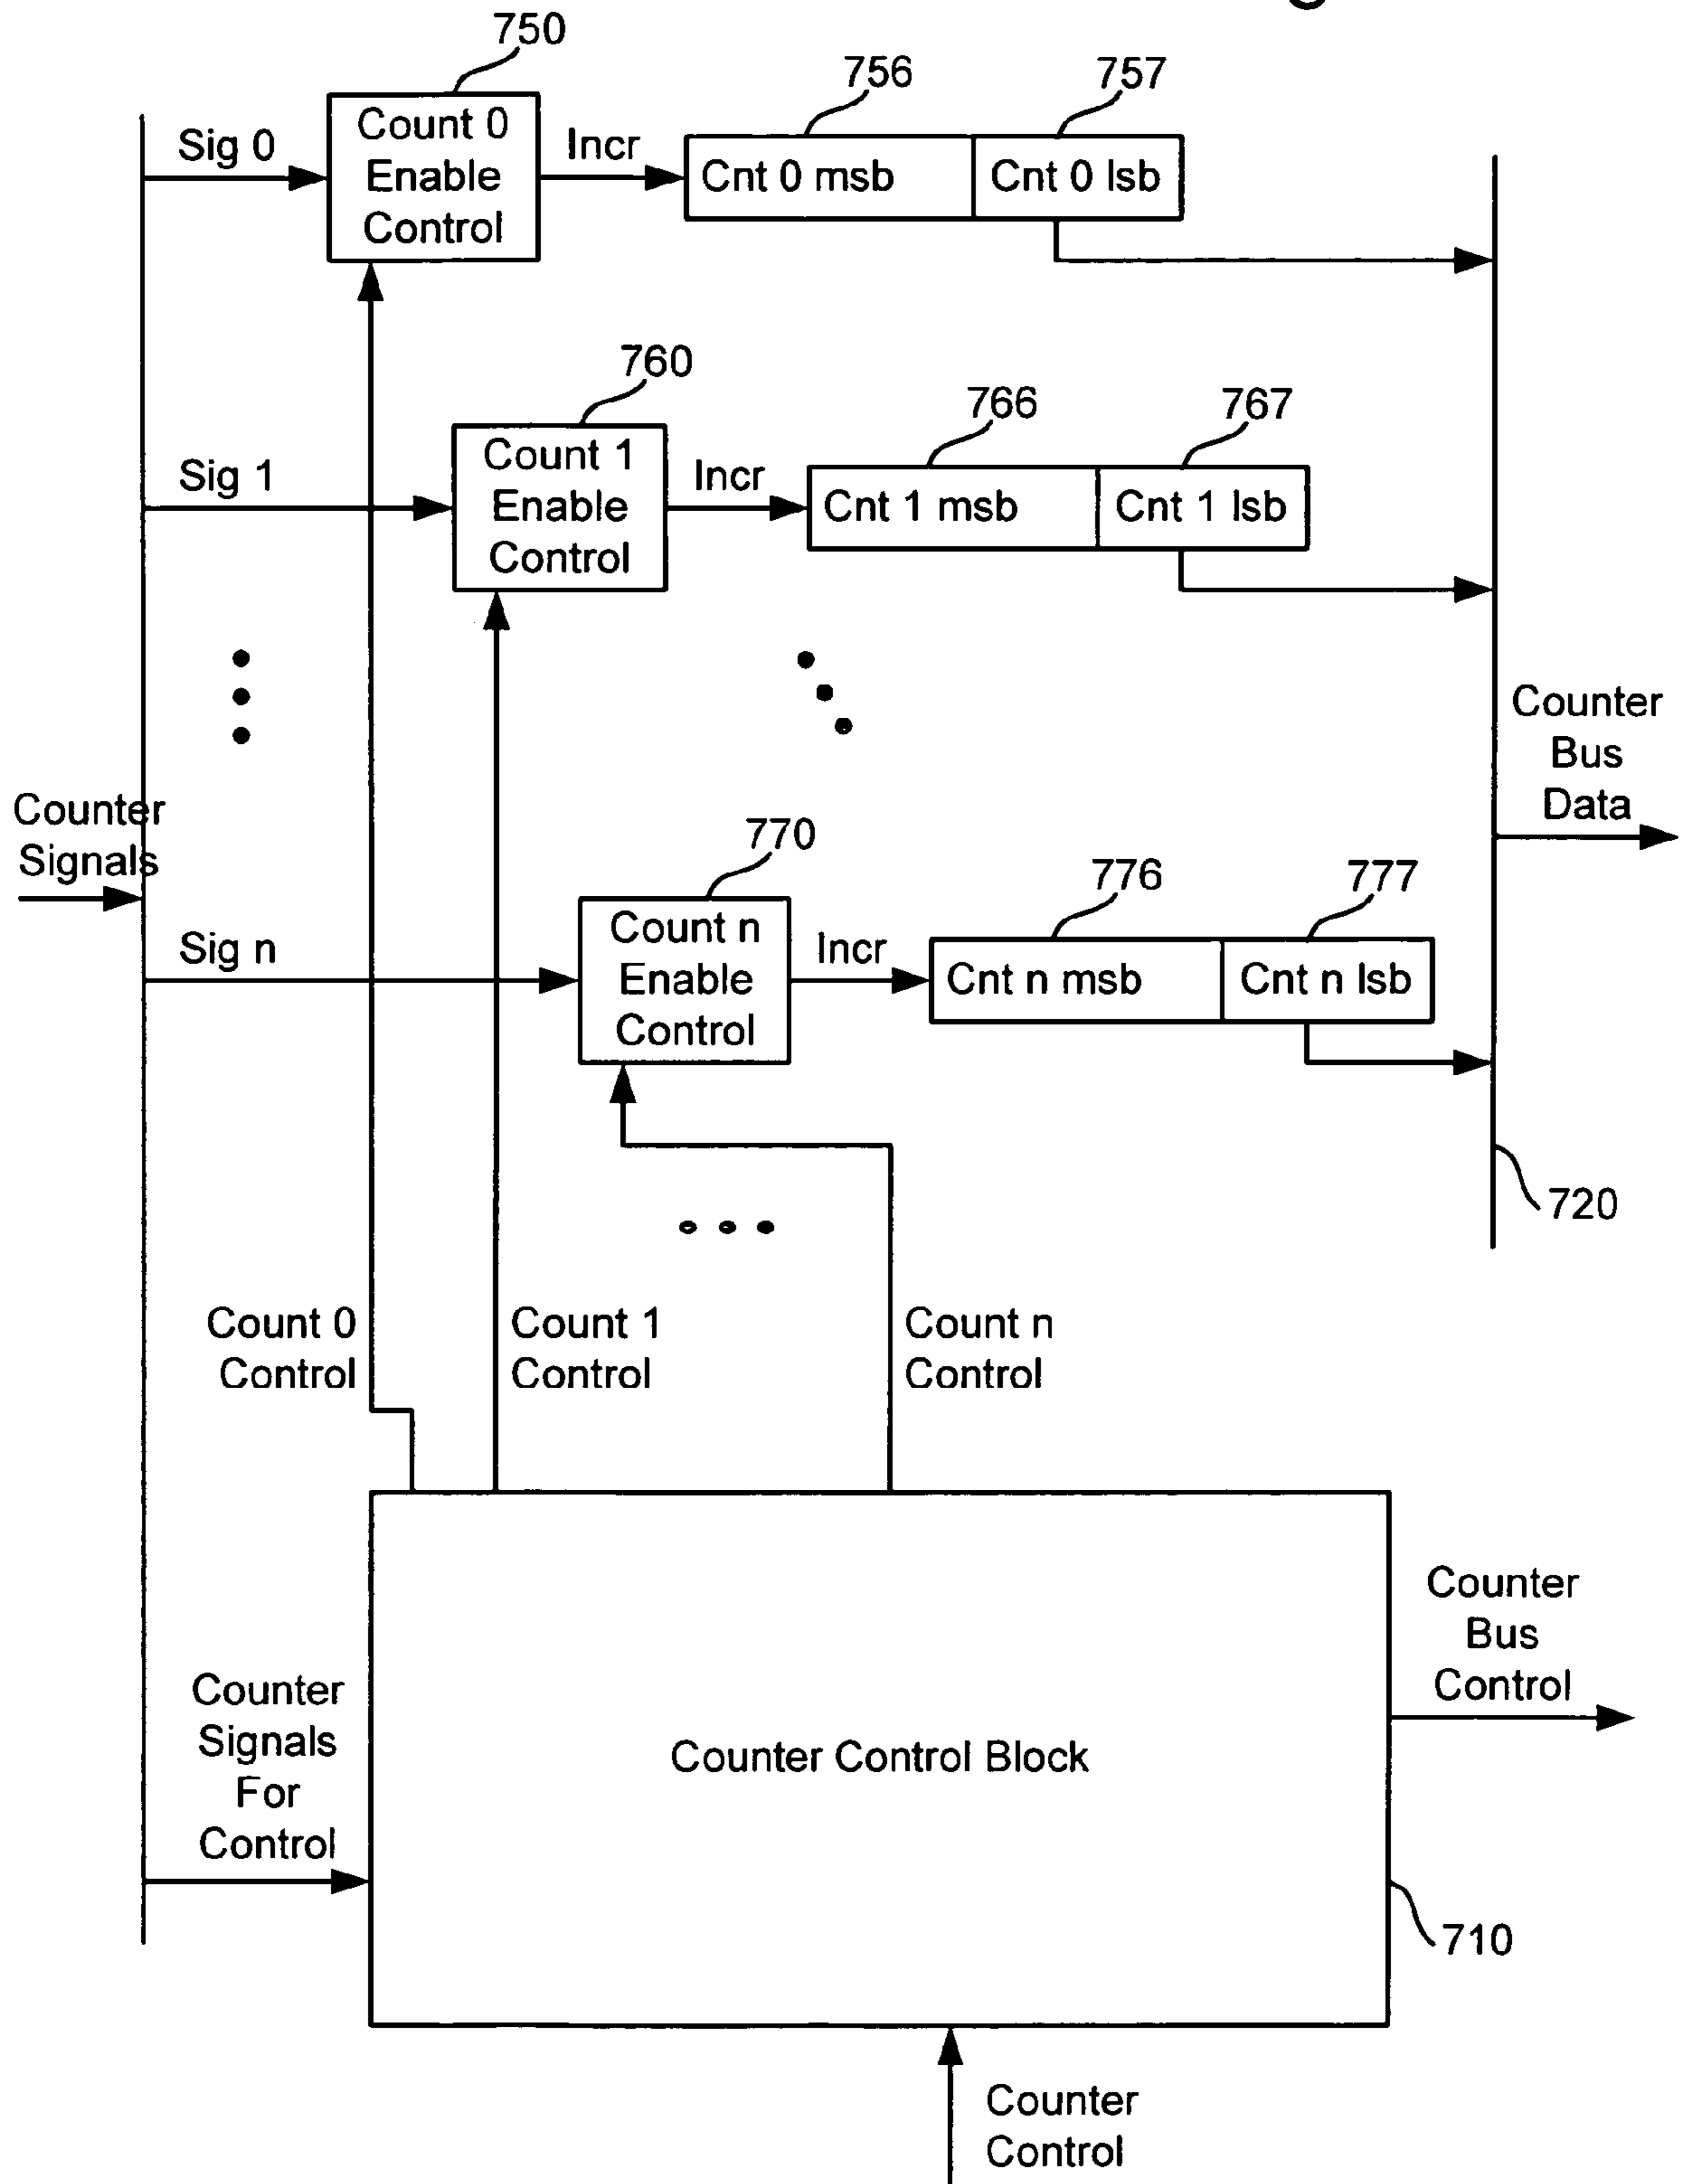 750
756
757
Count 0
Enable
Control
Sig 0
Incr
Cnt 0 msb
Cnt 0 lsb
760
766
767
Count 1
Enable
Control
Sig 1
Incr
Cnt 1 msb
Cnt 1 lsb
Counter
Bus
Data
Counter
Signals
770
776
777
Count n
Enable
Control
Sig n
Incr
Cnt n msb
Cnt n lsb
720
Count 0
Control
Count 1
Control
Count n
Control
Counter
Bus
Control
Counter
Signals
For
Control
Counter Control Block
710
Counter
Control